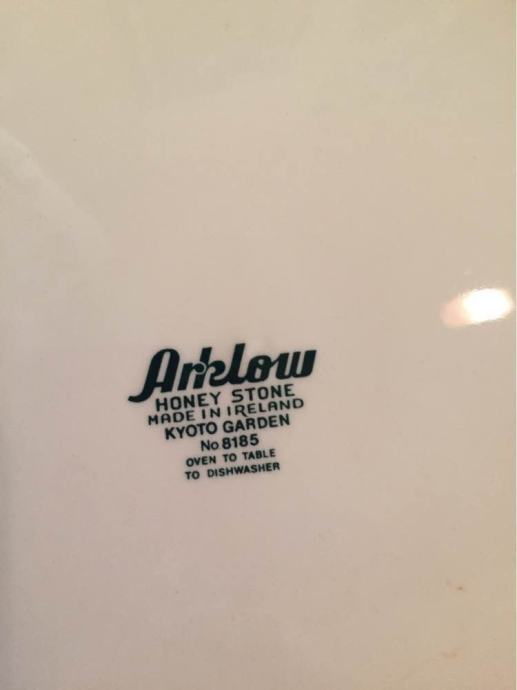 Arklow
HONEY STONE
MADE IN IRELAND
KYOTO GARDEN
No 8185
OVEN TO TABLE
TO DISHWASHER